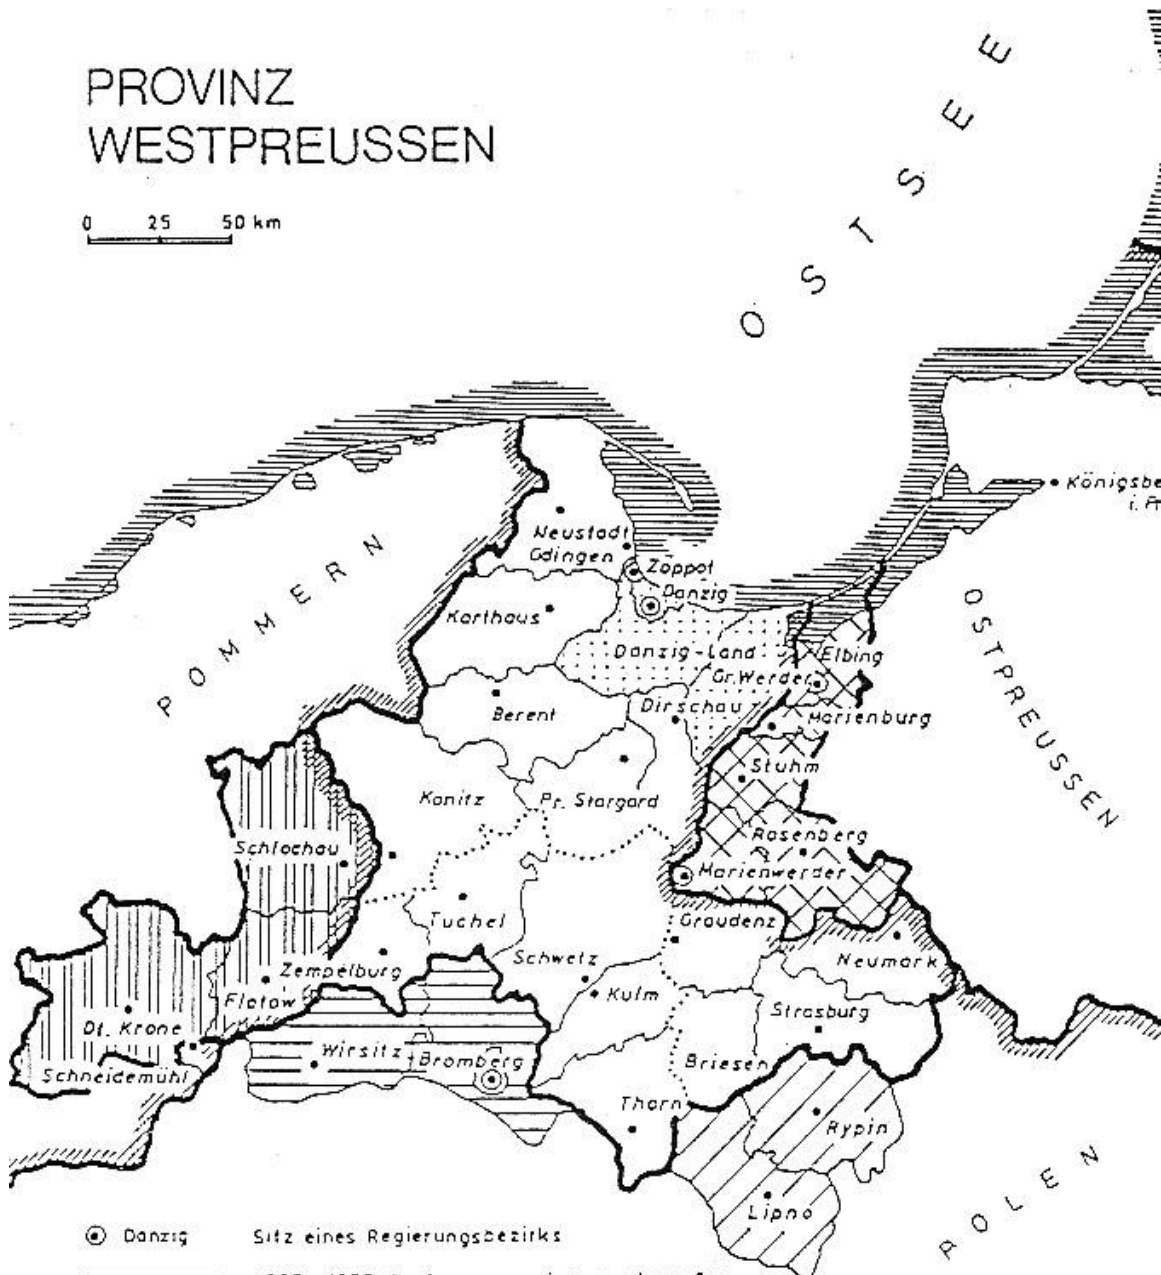 PROVINZ
WESTPREUSSEN
0 25 50 km
OSTSEE
Königsbe
i. Pr
POMMERN
Neustadt
Gdingen
Zoppot
Danzig
Karthaus
OSTPREUSSEN
Danzig-Land
Elbing
Gr. Werder
Berent
Dirschau
Marienburg
Stuhm
Konitz
Pr. Stargard
Rosenberg
Schlochau
Marienwerder
Tuchel
Graudenz
Schwetz
Neumark
Zempelburg
Flatow
Kulm
Dt. Krone
Strasburg
Wirsitz
Bromberg
Briesen
Schneidemühl
Thorn
Rypin
Lipno
POLEN
Danzig Sitz eines Regierungsbezirks